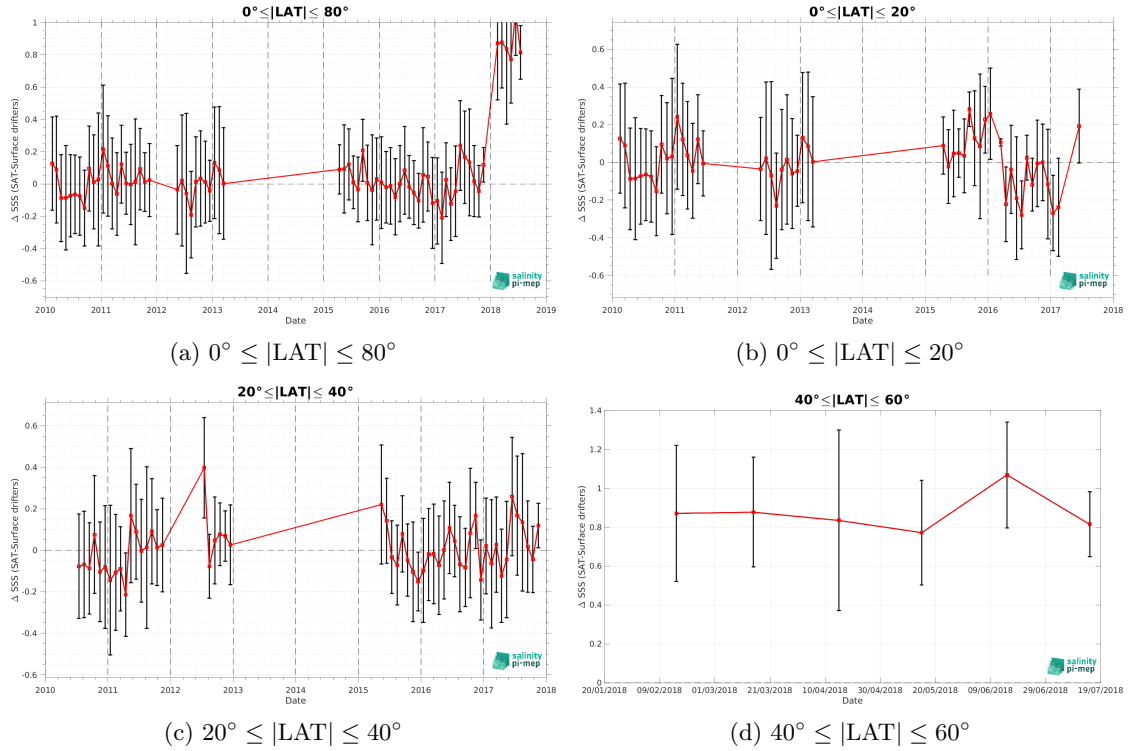 0°≤|LAT|≤ 80°
1
0.8
0.6
0.4
0.2
0
-0.2
-0.4
-0.6
Δ SSS (SAT-Surface drifters)
2010 2011 2012 2013 2014 2015 2016 2017 2018 2019
Date
salinity
pi-mep
(a) 0° ≤ |LAT| ≤ 80°
0°≤|LAT|≤ 20°
0.6
0.4
0.2
0
-0.2
-0.4
-0.6
Δ SSS (SAT-Surface drifters)
2010 2011 2012 2013 2014 2015 2016 2017 2018
Date
salinity
pi-mep
(b) 0° ≤ |LAT| ≤ 20°
20°≤|LAT|≤ 40°
0.6
0.4
0.2
0
-0.2
-0.4
-0.6
Δ SSS (SAT-Surface drifters)
2010 2011 2012 2013 2014 2015 2016 2017 2018
Date
salinity
pi-mep
(c) 20° ≤ |LAT| ≤ 40°
40°≤|LAT|≤ 60°
1.4
1.2
1
0.8
0.6
0.4
0.2
0
Δ SSS (SAT-Surface drifters)
20/01/2018 09/02/2018 01/03/2018 21/03/2018 10/04/2018 30/04/2018 20/05/2018 09/06/2018 29/06/2018 19/07/2018
Date
salinity
pi-mep
(d) 40° ≤ |LAT| ≤ 60°